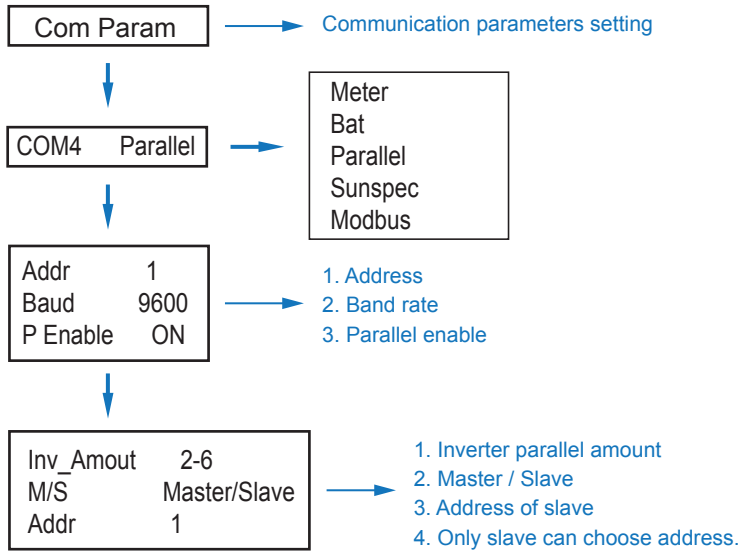 Com Param
Communication parameters setting
COM4 Parallel
Meter
Bat
Parallel
Sunspec
Modbus
Addr 1
Baud 9600
P Enable ON
1. Address
2. Band rate
3. Parallel enable
Inv_Amout 2-6
M/S Master/Slave
Addr 1
1. Inverter parallel amount
2. Master / Slave
3. Address of slave
4. Only slave can choose address.